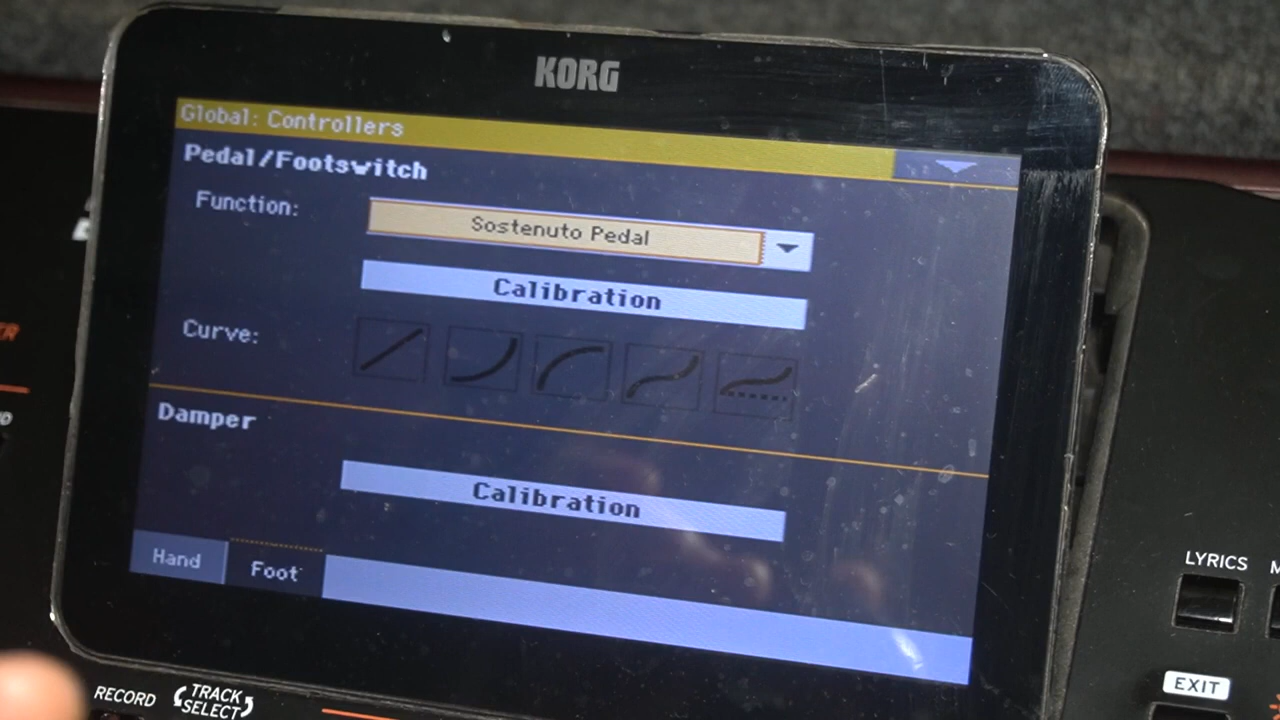 KORG
Global: Controllers
Pedal/Footswitch
Function:
Sostenuto Pedal
Calibration
Curve:
Damper
Calibration
Hand
Foot
LYRICS
EXIT
RECORD
TRACK
SELECT